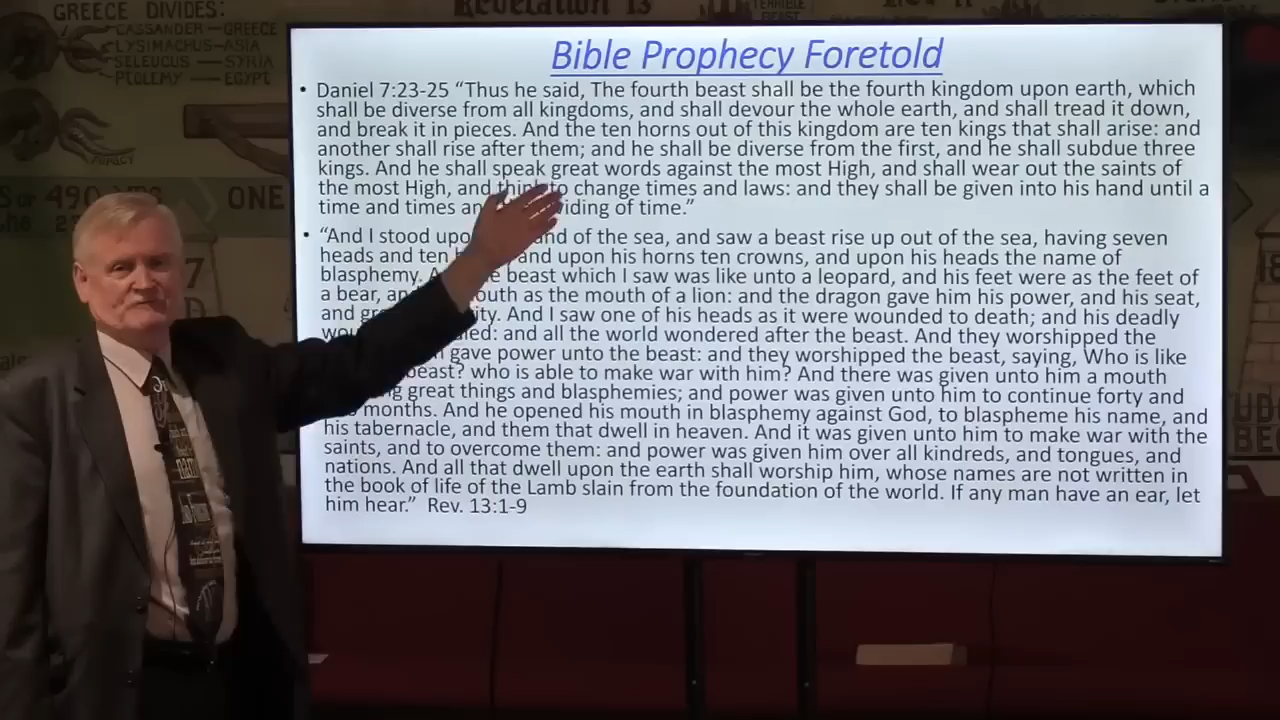 GREECE DIVIDES:
CASSANDER—GREECE
LYSIMACHUS—ASIA
SELEUCUS—SYRIA
PTOLEMY—EGYPT
Revelation 13
TERRIBLE
BEAST
S or 490 YRS
ONE
Bible Prophecy Foretold
• Daniel 7:23-25 “Thus he said, The fourth beast shall be the fourth kingdom upon earth, which
shall be diverse from all kingdoms, and shall devour the whole earth, and shall tread it down,
and break it in pieces. And the ten horns out of this kingdom are ten kings that shall arise: and
another shall rise after them; and he shall be diverse from the first, and he shall subdue three
kings. And he shall speak great words against the most High, and shall wear out the saints of
the most High, and think to change times and laws: and they shall be given into his hand until a
time and times an viding of time.”
• “And I stood upo nd of the sea, and saw a beast rise up out of the sea, having seven
heads and ten and upon his horns ten crowns, and upon his heads the name of
blasphemy. A e beast which I saw was like unto a leopard, and his feet were as the feet of
a bear, an outh as the mouth of a lion: and the dragon gave him his power, and his seat,
and gr ity. And I saw one of his heads as it were wounded to death; and his deadly
wou led: and all the world wondered after the beast. And they worshipped the
gave power unto the beast: and they worshipped the beast, saying, Who is like
beast? who is able to make war with him? And there was given unto him a mouth
g great things and blasphemies; and power was given unto him to continue forty and
months. And he opened his mouth in blasphemy against God, to blaspheme his name, and
his tabernacle, and them that dwell in heaven. And it was given unto him to make war with the
saints, and to overcome them: and power was given him over all kindreds, and tongues, and
nations. And all that dwell upon the earth shall worship him, whose names are not written in
the book of life of the Lamb slain from the foundation of the world. If any man have an ear, let
him hear.” Rev. 13:1-9